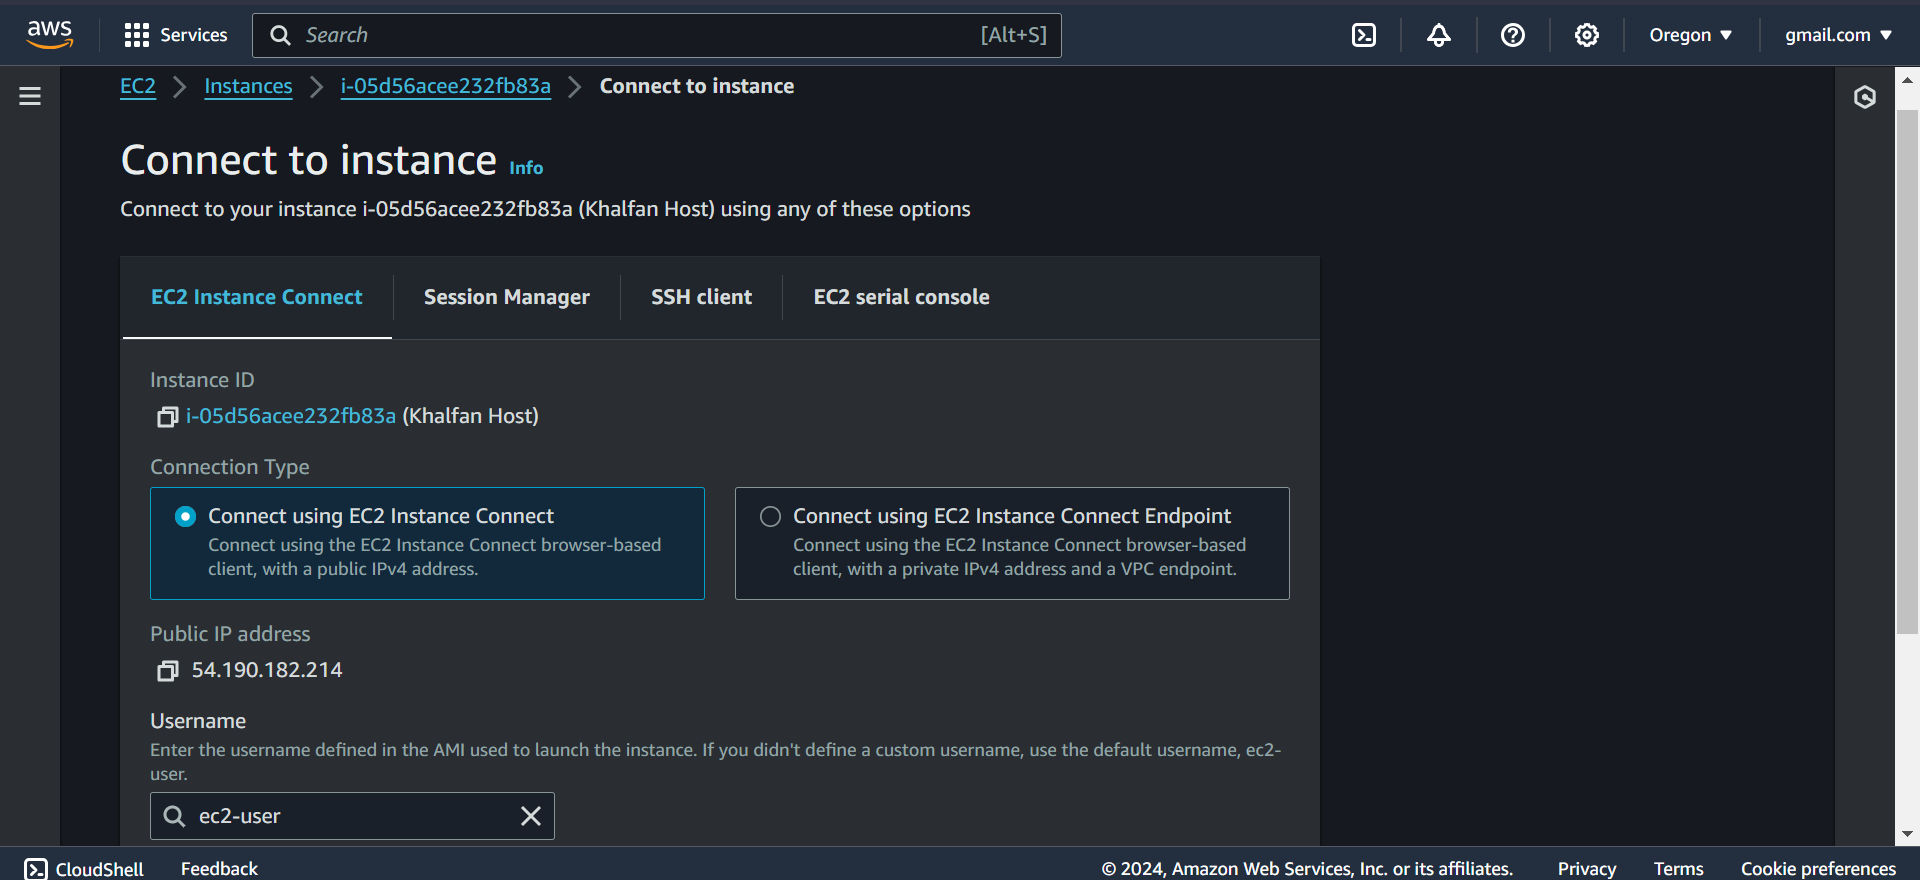 aws
Services
Search
[Alt+S]
Oregon
gmail.com
EC2
Instances
i-05d56acee232fb83a
Connect to instance
Connect to instance Info
Connect to your instance i-05d56acee232fb83a (Khalfan Host) using any of these options
EC2 Instance Connect
Session Manager
SSH client
EC2 serial console
Instance ID
i-05d56acee232fb83a (Khalfan Host)
Connection Type
Connect using EC2 Instance Connect
Connect using the EC2 Instance Connect browser-based
client, with a public IPv4 address.
Connect using EC2 Instance Connect Endpoint
Connect using the EC2 Instance Connect browser-based
client, with a private IPv4 address and a VPC endpoint.
Public IP address
54.190.182.214
Username
Enter the username defined in the AMI used to launch the instance. If you didn't define a custom username, use the default username, ec2-
user.
ec2-user
CloudShell
Feedback
© 2024, Amazon Web Services, Inc. or its affiliates.
Privacy
Terms
Cookie preferences